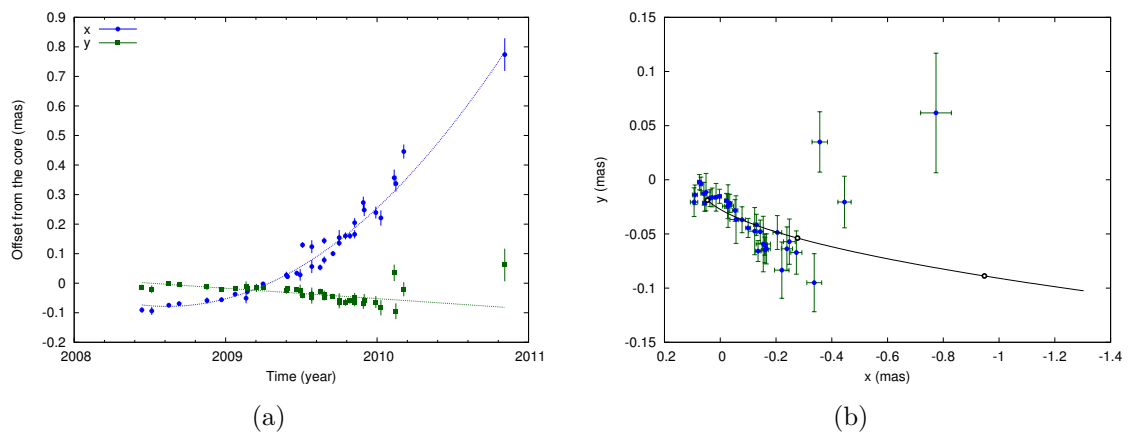 0.9
0.8
0.7
0.6
0.5
0.4
0.3
0.2
0.1
0
-0.1
-0.2
Offset from the core (mas)
x
y
2008 2009 2010 2011
Time (year)
(a)
0.15
0.1
0.05
0
-0.05
-0.1
-0.15
y (mas)
0.2 0 -0.2 -0.4 -0.6 -0.8 -1 -1.2 -1.4
x (mas)
(b)